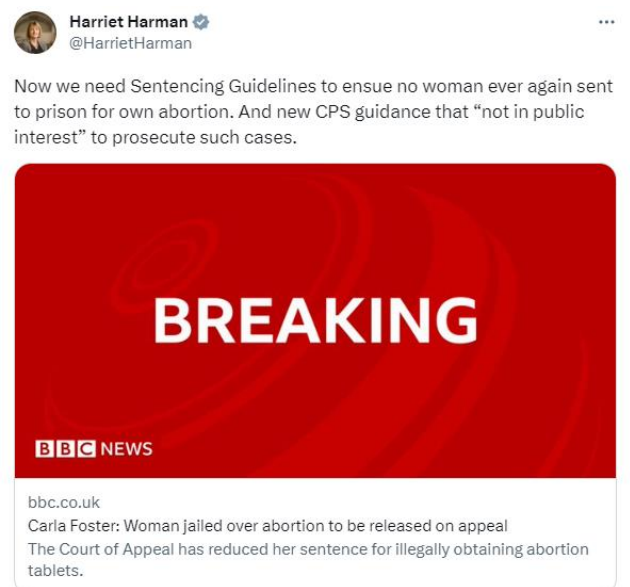 Harriet Harman
@HarrietHarman
Now we need Sentencing Guidelines to ensue no woman ever again sent
to prison for own abortion. And new CPS guidance that “not in public
interest” to prosecute such cases.
BREAKING
BBC NEWS
bbc.co.uk
Carla Foster: Woman jailed over abortion to be released on appeal
The Court of Appeal has reduced her sentence for illegally obtaining abortion
tablets.